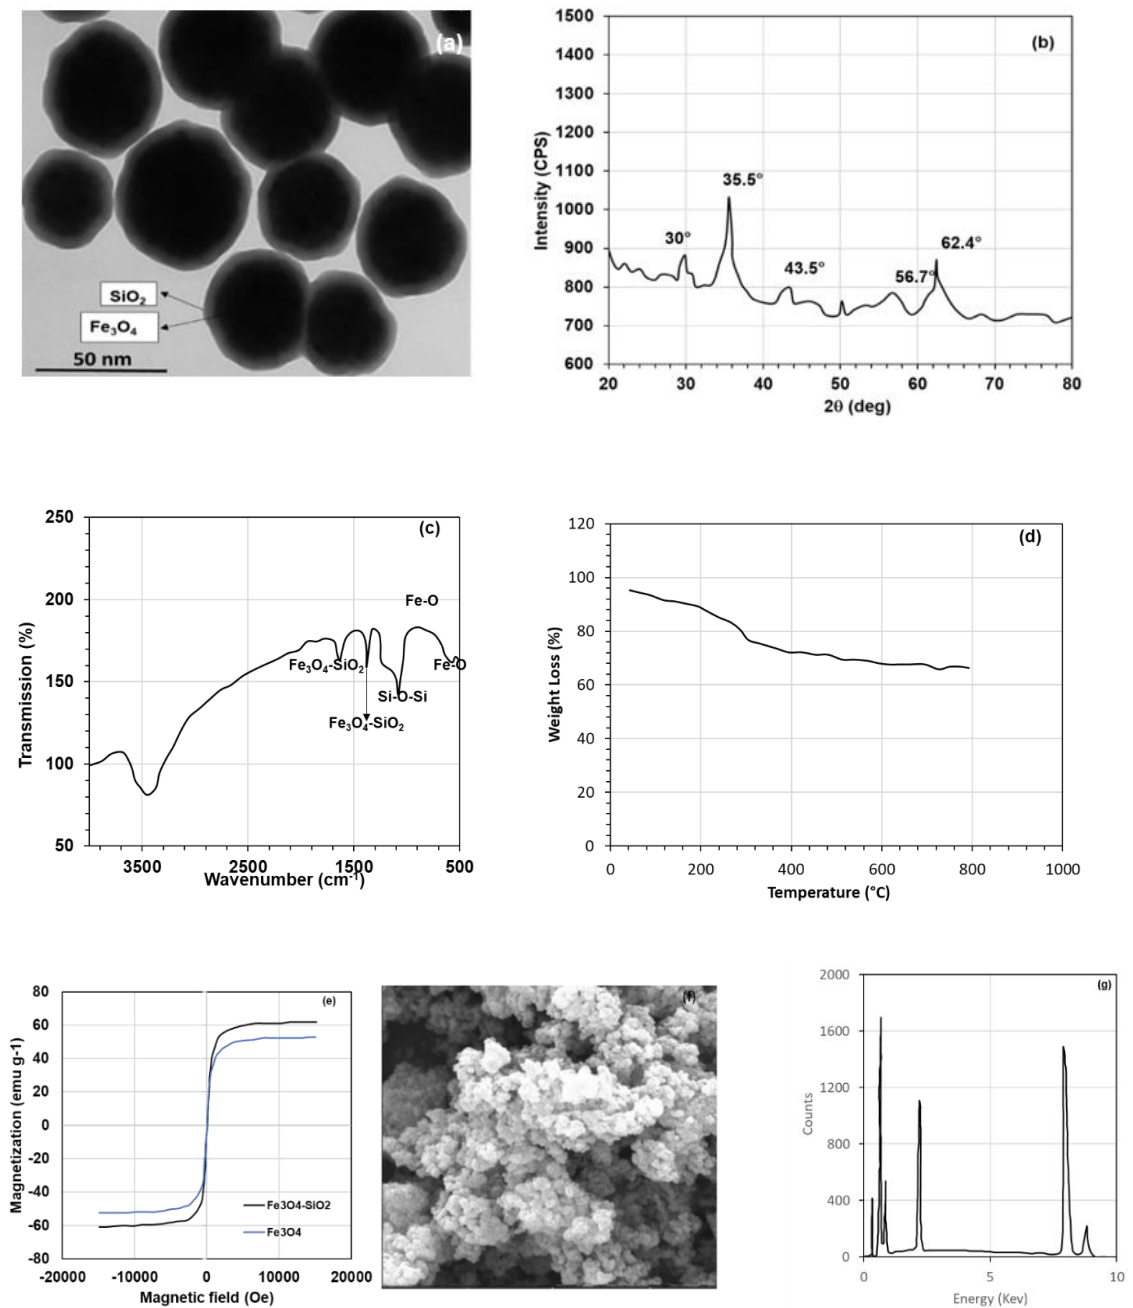 (a)
SiO2
Fe3O4
50 nm
(b)
Intensity (CPS)
1500
1400
1300
1200
1100
1000
900
800
700
600
35.5°
30°
43.5°
56.7°
62.4°
20 30 40 50 60 70 80
2θ (deg)
(c)
Transmission (%)
250
200
150
100
50
Fe-O
Fe3O4-SiO2
Fe-O
Si-O-Si
Fe3O4-SiO2
3500 2500 1500 500
Wavenumber (cm-1)
(d)
Weight Loss (%)
120
100
80
60
40
20
0
0 200 400 600 800 1000
Temperature (°C)
(e)
Magnetization (emu g-1)
80
60
40
20
0
-20
-40
-60
-80
Fe3O4-SiO2
Fe3O4
-20000 -10000 0 10000 20000
Magnetic field (Oe)
(f)
(g)
Counts
2000
1600
1200
800
400
0
0 5 10
Energy (Kev)